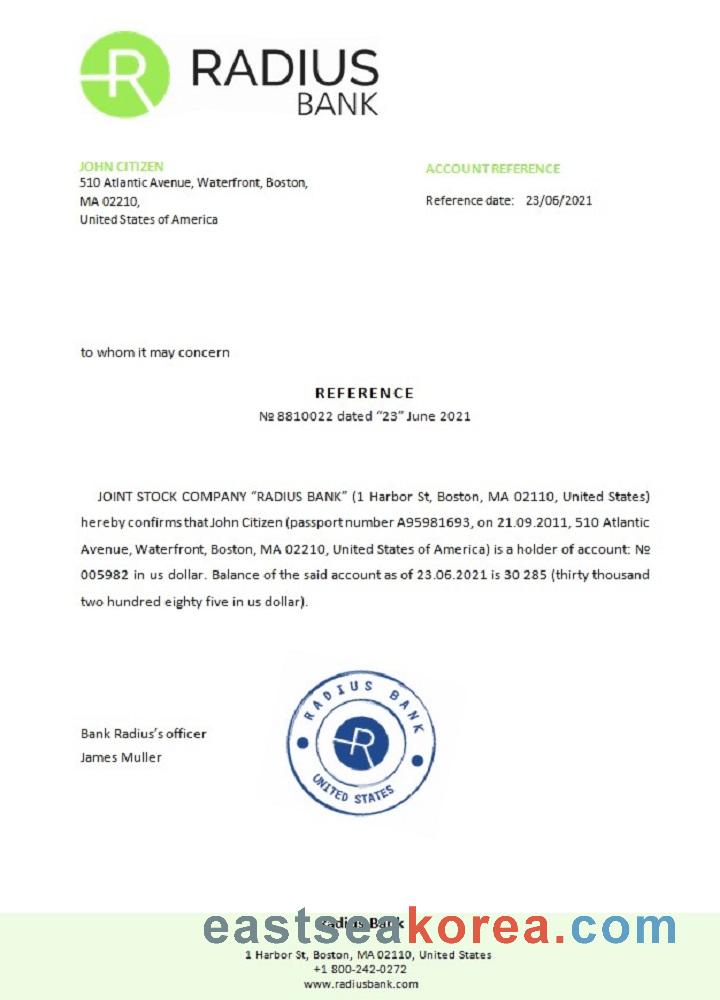 RADIUS
BANK
JOHN CITIZEN
510 Atlantic Avenue, Waterfront, Boston,
MA 02210,
United States of America
ACCOUNT REFERENCE
Reference date: 23/06/2021
to whom it may concern
REFERENCE
№ 8810022 dated “23” June 2021
JOINT STOCK COMPANY “RADIUS BANK” (1 Harbor St, Boston, MA 02110, United States)
hereby confirms that John Citizen (passport number A95981693, on 21.09.2011, 510 Atlantic
Avenue, Waterfront, Boston, MA 02210, United States of America) is a holder of account: №
005982 in us dollar. Balance of the said account as of 23.06.2021 is 30 285 (thirty thousand
two hundred eighty five in us dollar).
RADIUS BANK
UNITED STATES
Bank Radius’s officer
James Muller
Radius Bank
eastseakorea.com
1 Harbor St, Boston, MA 02110, United States
+1 800-242-0272
www.radiusbank.com